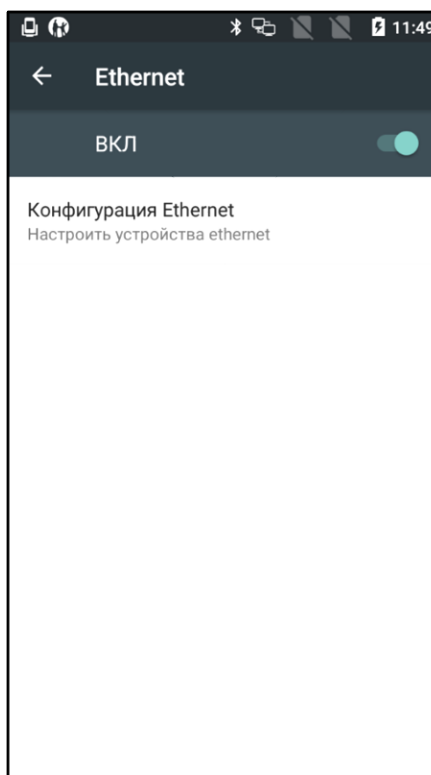 11:49
Ethernet
ВКЛ
Конфигурация Ethernet
Настроить устройства ethernet